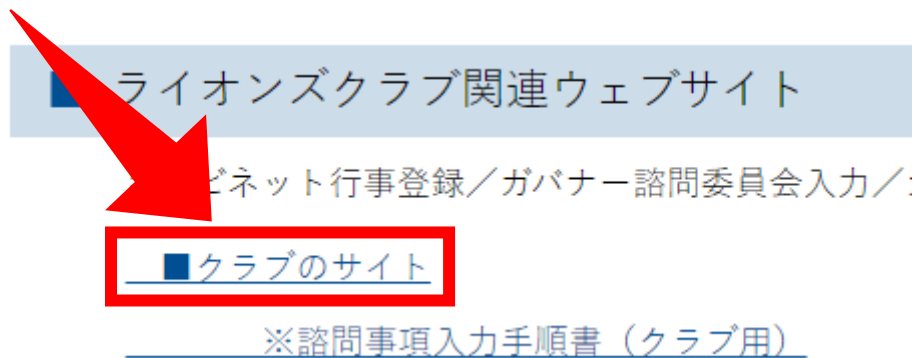 ■ ライオンズクラブ関連ウェブサイト
ビネット行事登録／ガバナー諮問委員会入力／
■クラブのサイト
※諮問事項入力手順書（クラブ用）